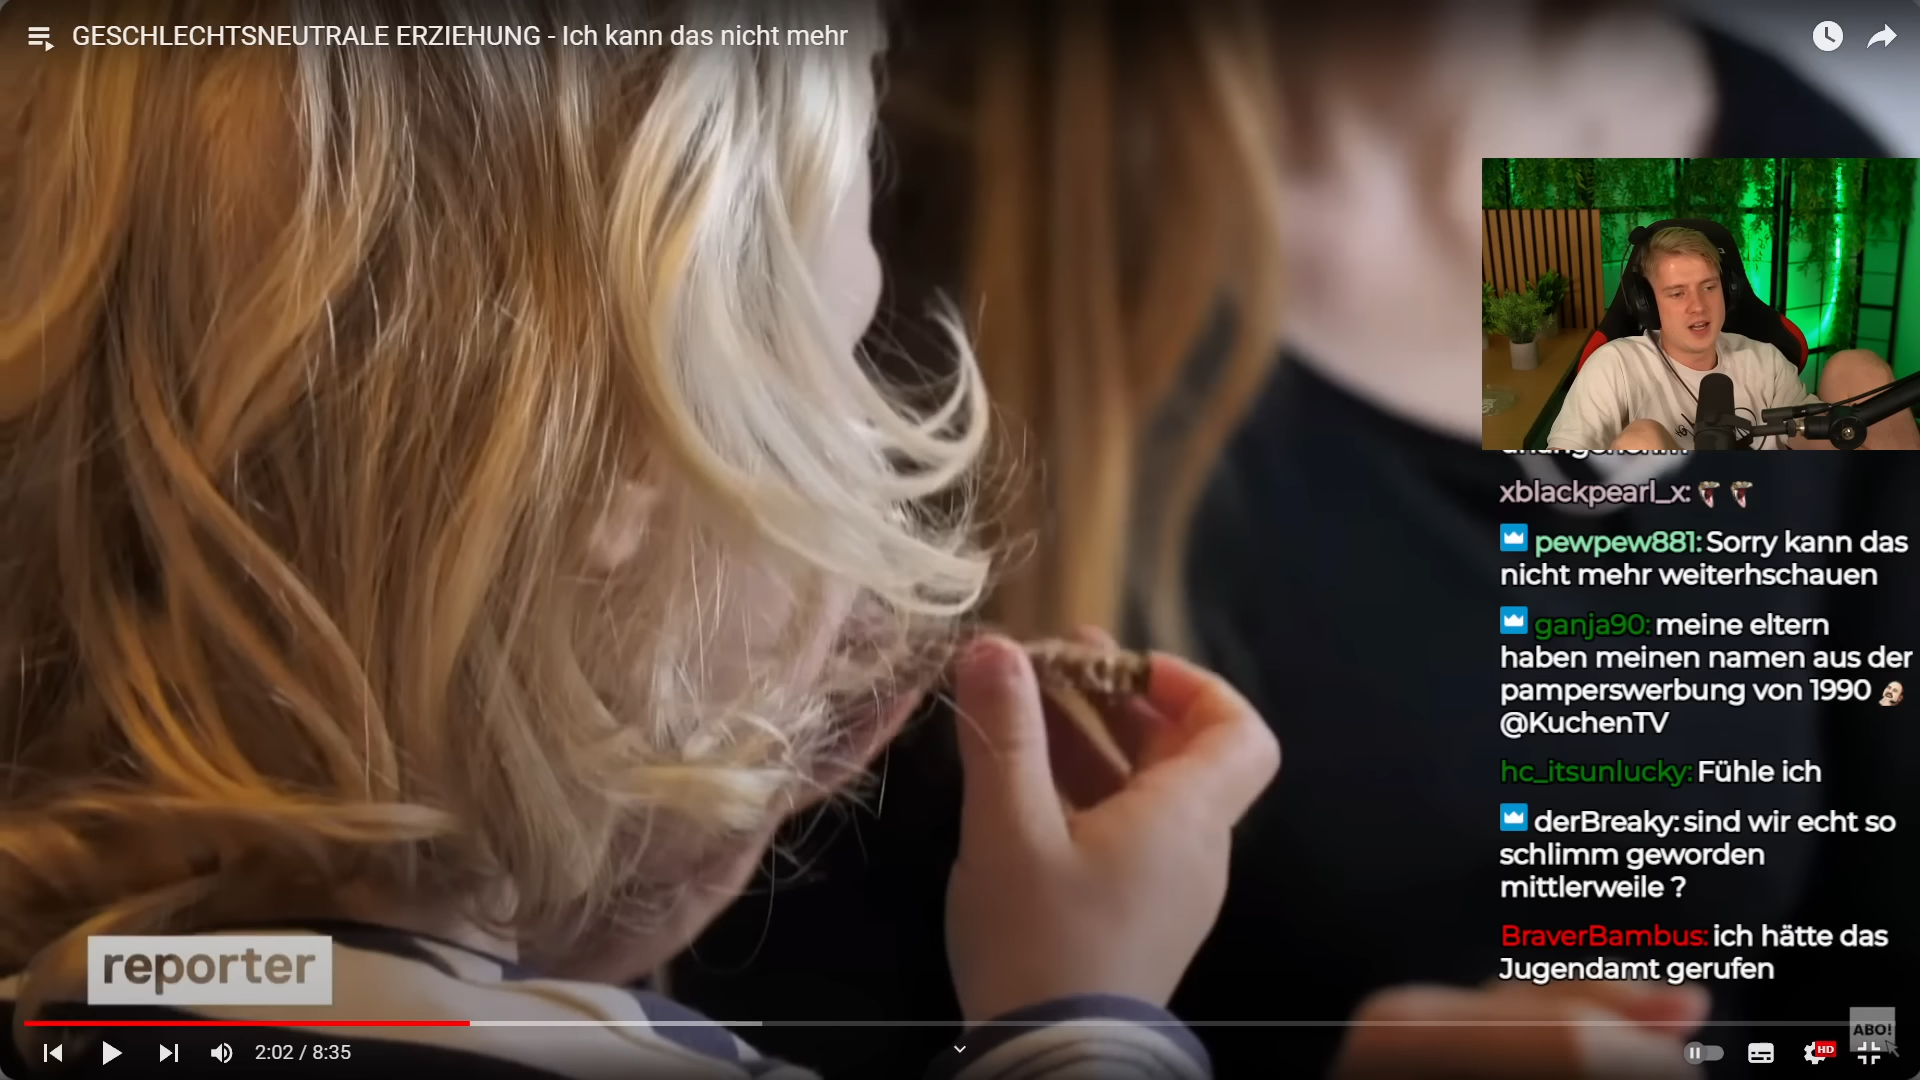 GESCHLECHTSNEUTRALE ERZIEHUNG - Ich kann das nicht mehr
xblackpearl_x:
pewpew881: Sorry kann das
nicht mehr weiterhschauen
ganja90: meine eltern
haben meinen namen aus der
pamperswerbung von 1990
@KuchenTV
hc_itsunlucky: Fühle ich
derBreaky: sind wir echt so
schlimm geworden
mittlerweile ?
BraverBambus: ich hätte das
Jugendamt gerufen
reporter
ABO!
2:02 / 8:35
HD